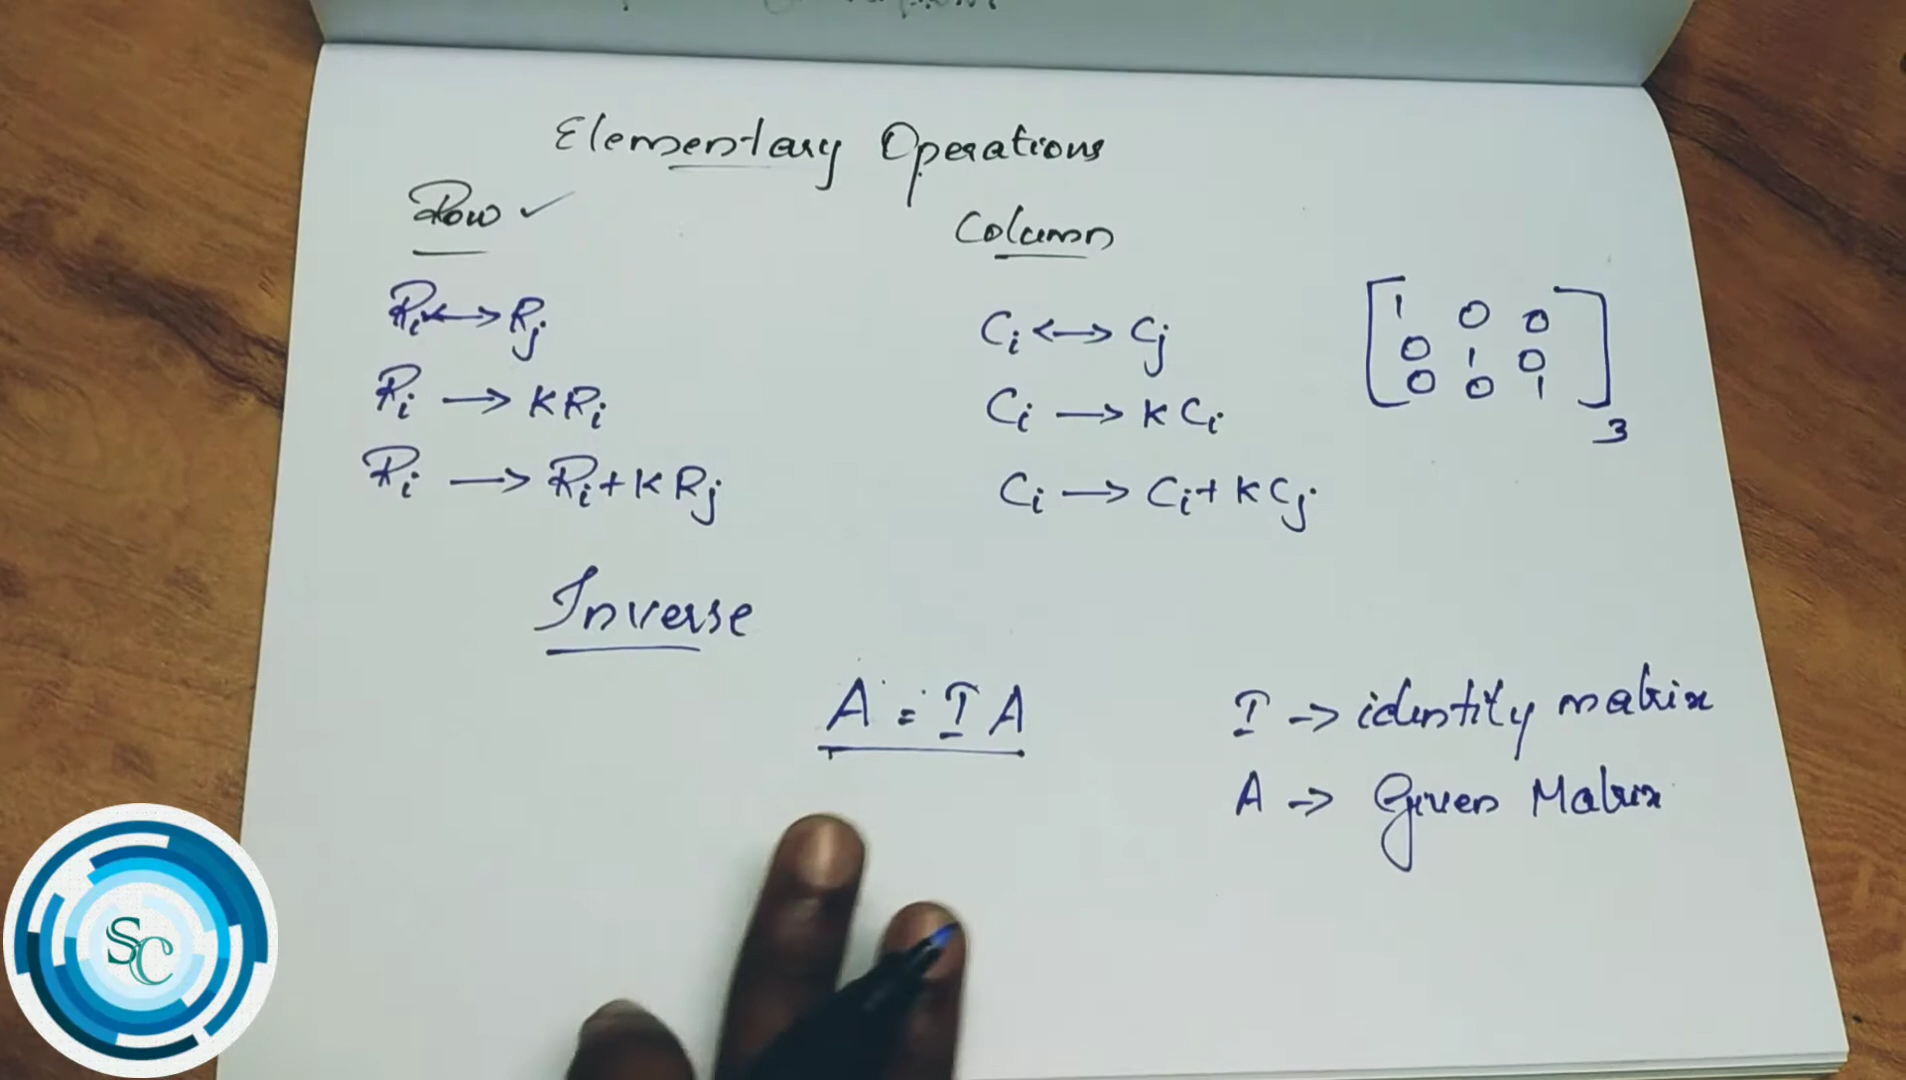 Elementary Operations
Row ✓
Column
Ri ↔ Rj
Ci ↔ Cj
Ri → KRi
Ci → KCi
Ri → Ri + KRj
Ci → Ci + KCj
1 0 0
0 1 0
0 0 1
3
Inverse
A = I A
I → identity matrix
A → Given Matrix
SC